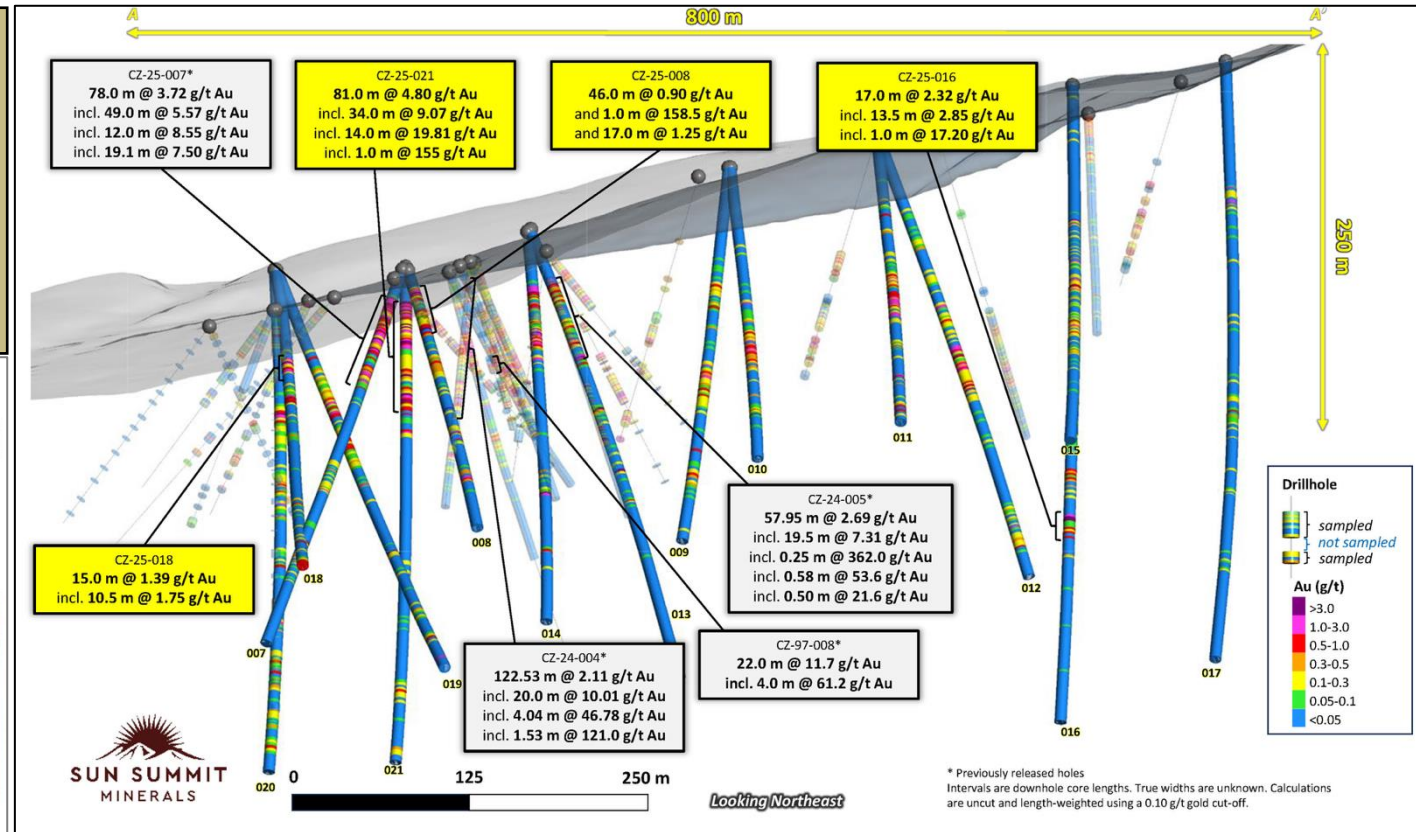 A
800 m
A'
CZ-25-007*
78.0 m @ 3.72 g/t Au
incl. 49.0 m @ 5.57 g/t Au
incl. 12.0 m @ 8.55 g/t Au
incl. 19.1 m @ 7.50 g/t Au
CZ-25-021
81.0 m @ 4.80 g/t Au
incl. 34.0 m @ 9.07 g/t Au
incl. 14.0 m @ 19.81 g/t Au
incl. 1.0 m @ 155 g/t Au
CZ-25-008
46.0 m @ 0.90 g/t Au
and 1.0 m @ 158.5 g/t Au
and 17.0 m @ 1.25 g/t Au
CZ-25-016
17.0 m @ 2.32 g/t Au
incl. 13.5 m @ 2.85 g/t Au
incl. 1.0 m @ 17.20 g/t Au
250 m
011
015
010
008
009
018
012
013
014
007
019
017
016
021
020
CZ-25-018
15.0 m @ 1.39 g/t Au
incl. 10.5 m @ 1.75 g/t Au
CZ-24-005*
57.95 m @ 2.69 g/t Au
incl. 19.5 m @ 7.31 g/t Au
incl. 0.25 m @ 362.0 g/t Au
incl. 0.58 m @ 53.6 g/t Au
incl. 0.50 m @ 21.6 g/t Au
CZ-24-004*
122.53 m @ 2.11 g/t Au
incl. 20.0 m @ 10.01 g/t Au
incl. 4.04 m @ 46.78 g/t Au
incl. 1.53 m @ 121.0 g/t Au
CZ-97-008*
22.0 m @ 11.7 g/t Au
incl. 4.0 m @ 61.2 g/t Au
Drillhole
sampled
not sampled
sampled
Au (g/t)
>3.0
1.0-3.0
0.5-1.0
0.3-0.5
0.1-0.3
0.05-0.1
<0.05
SUN SUMMIT
MINERALS
0 125 250 m
Looking Northeast
* Previously released holes
Intervals are downhole core lengths. True widths are unknown. Calculations
are uncut and length-weighted using a 0.10 g/t gold cut-off.